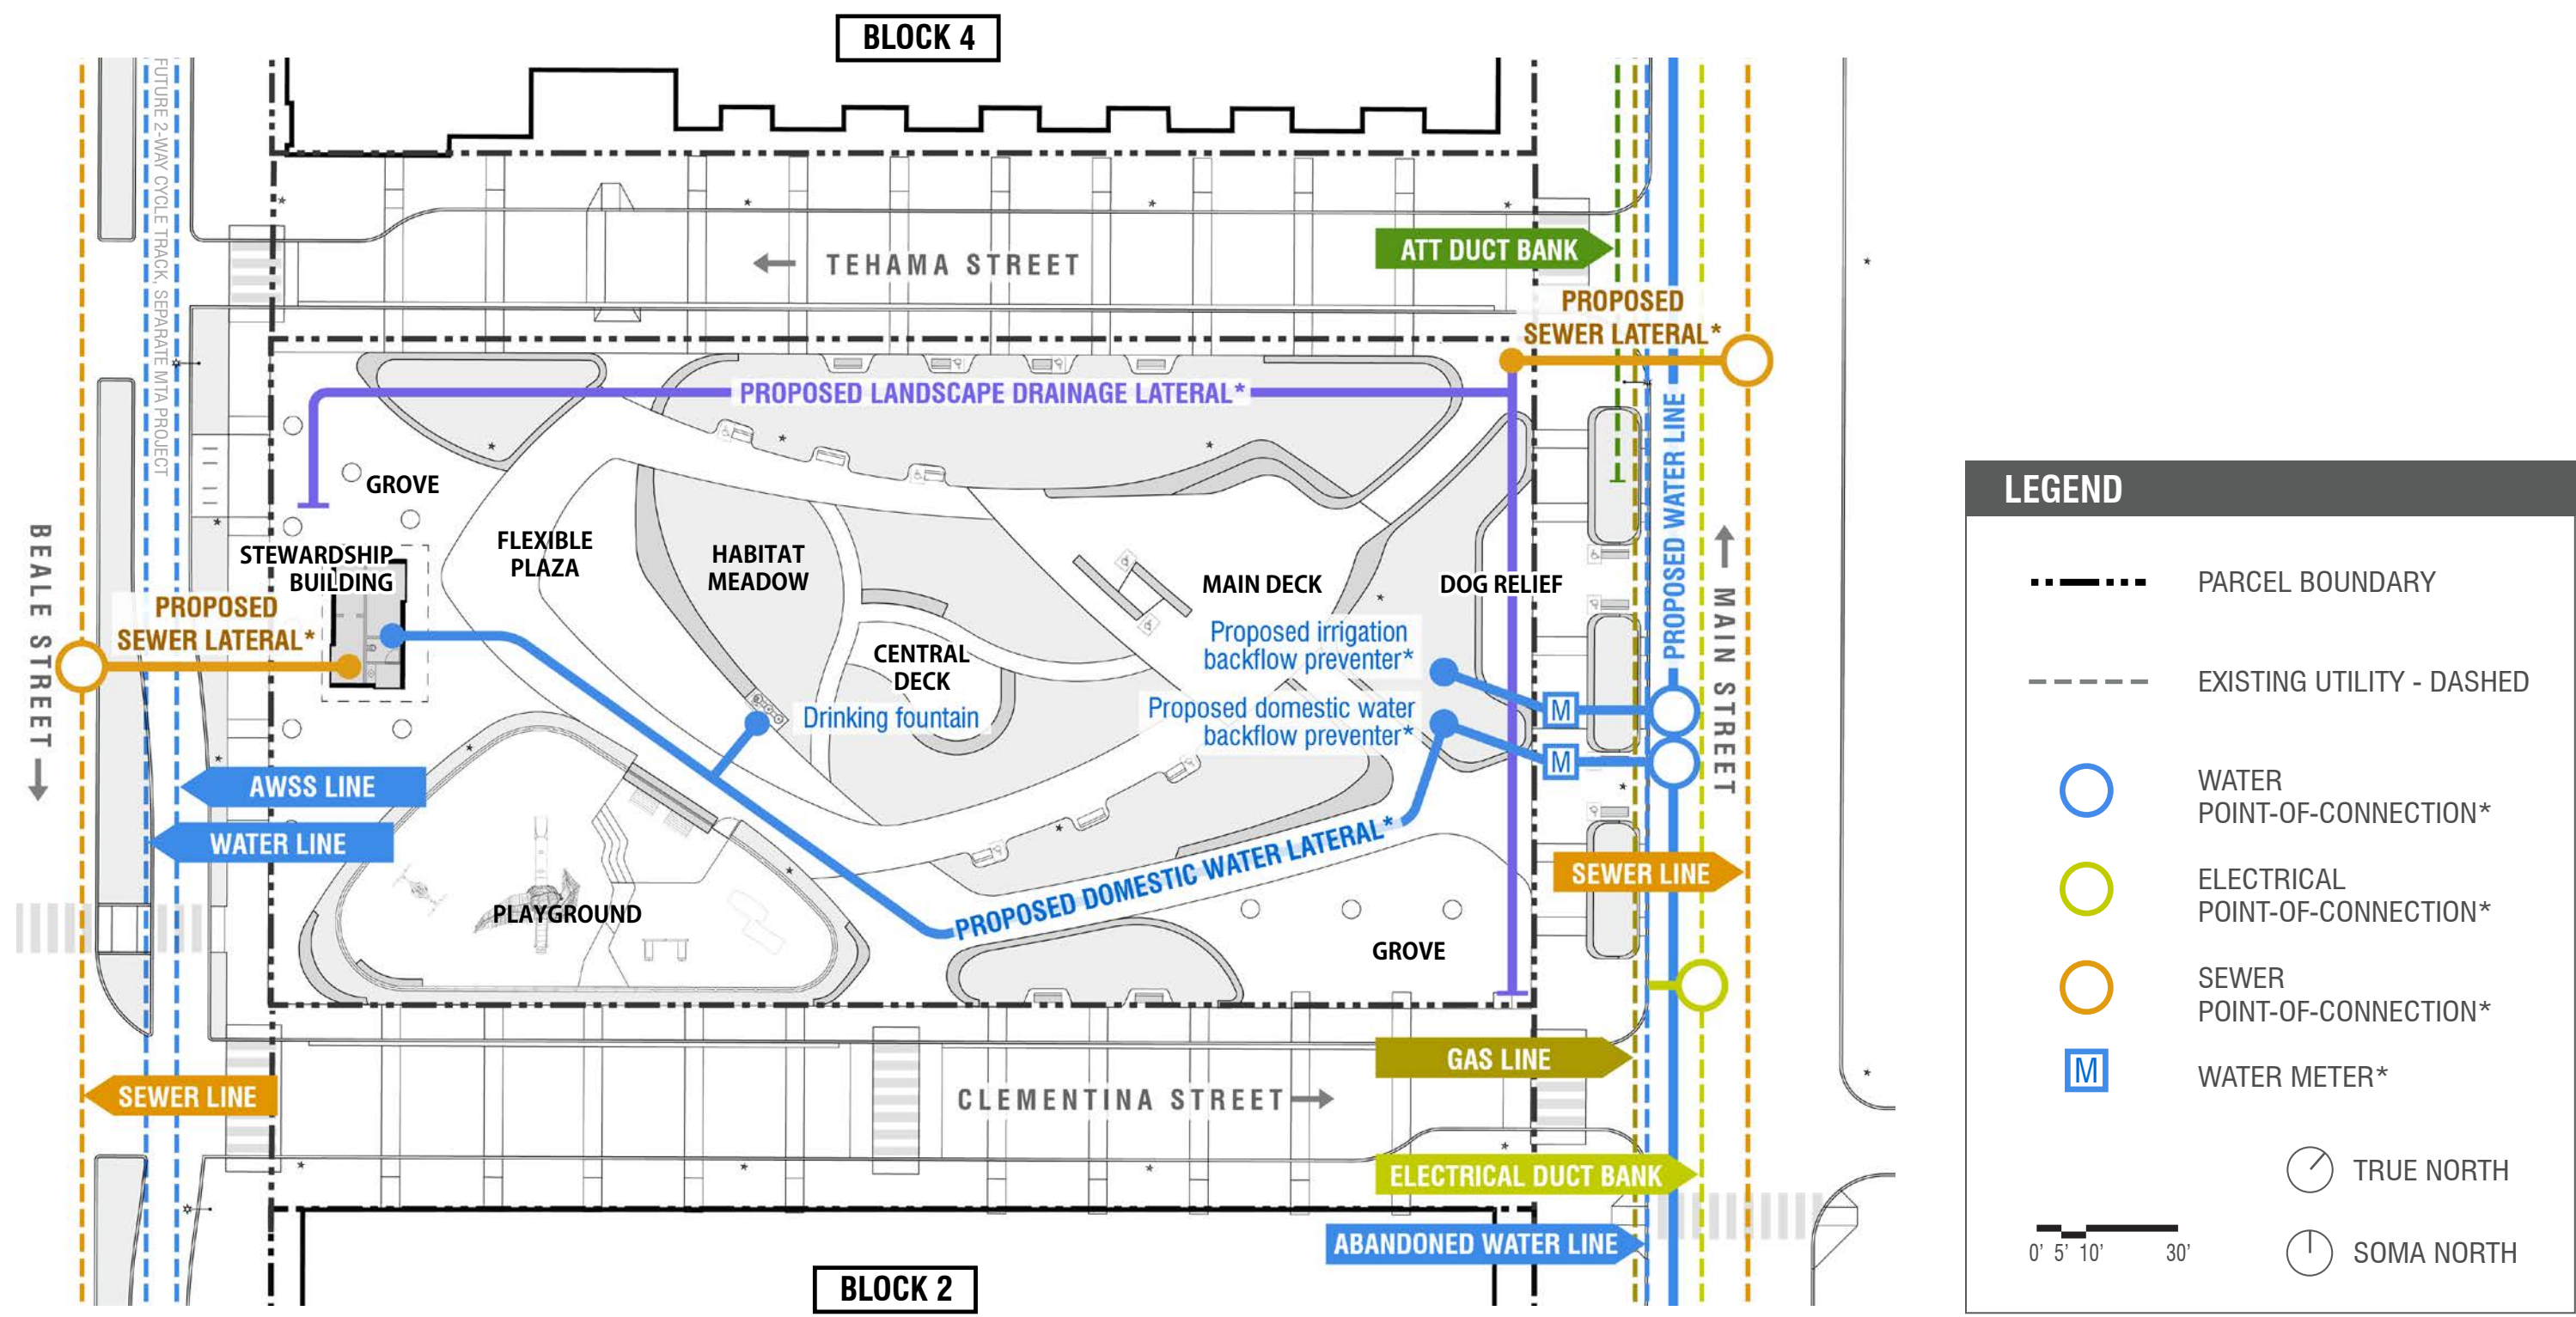 BLOCK 4
FUTURE 2-WAY CYCLE TRACK, SEPARATE MTA PROJECT
TEHAMA STREET
ATT DUCT BANK
PROPOSED
SEWER LATERAL*
PROPOSED LANDSCAPE DRAINAGE LATERAL*
PROPOSED WATER LINE
GROVE
FLEXIBLE
PLAZA
HABITAT
MEADOW
STEWARDSHIP
BUILDING
MAIN DECK
DOG RELIEF
BEALE STREET
MAIN STREET
PROPOSED
SEWER LATERAL*
Proposed irrigation
backflow preventer*
CENTRAL
DECK
Drinking fountain
Proposed domestic water
backflow preventer*
M
M
AWSS LINE
WATER LINE
PROPOSED DOMESTIC WATER LATERAL*
SEWER LINE
PLAYGROUND
GROVE
GAS LINE
SEWER LINE
CLEMENTINA STREET
ELECTRICAL DUCT BANK
ABANDONED WATER LINE
BLOCK 2
LEGEND
PARCEL BOUNDARY
EXISTING UTILITY - DASHED
WATER
POINT-OF-CONNECTION*
ELECTRICAL
POINT-OF-CONNECTION*
SEWER
POINT-OF-CONNECTION*
M
WATER METER*
TRUE NORTH
0' 5' 10' 30'
SOMA NORTH